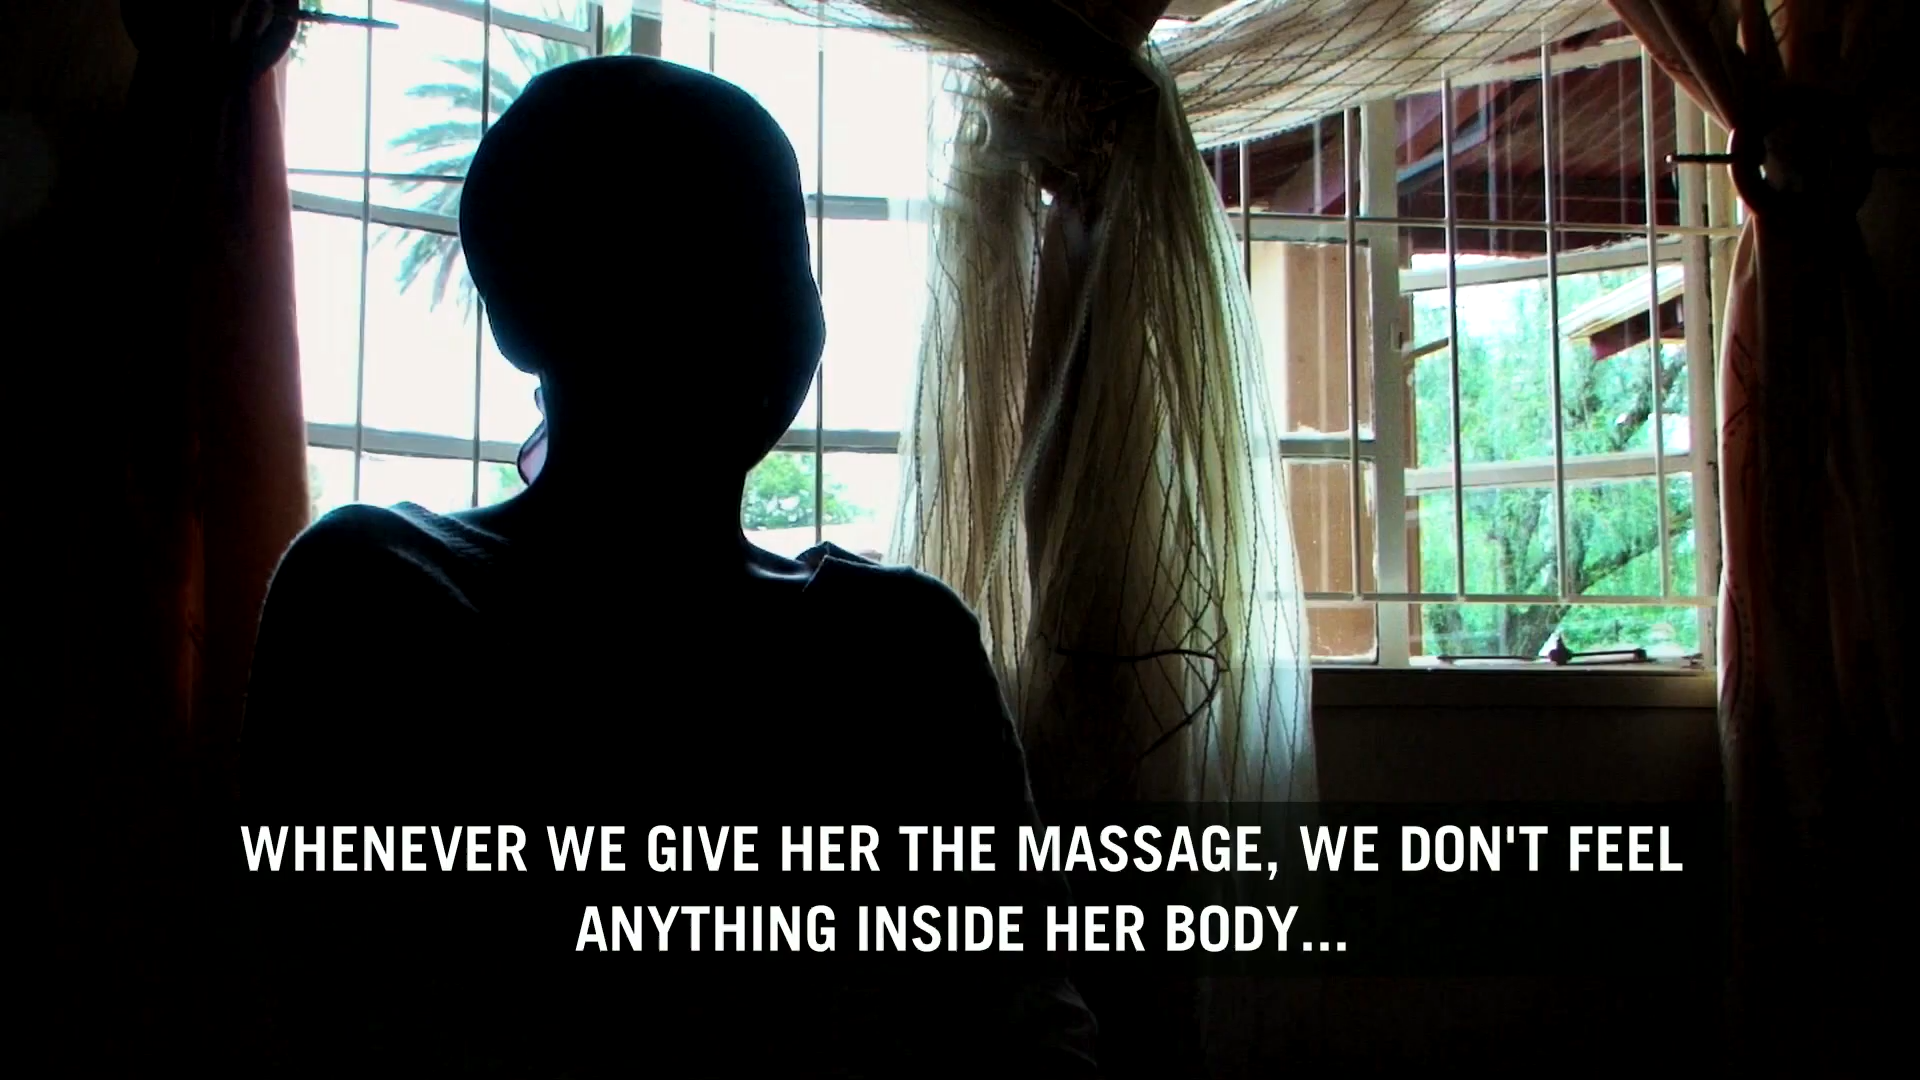 WHENEVER WE GIVE HER THE MASSAGE, WE DON'T FEEL
ANYTHING INSIDE HER BODY...